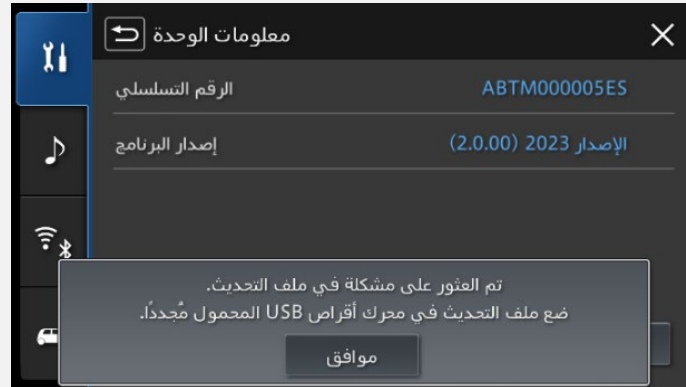 معلومات الوحدة
الرقم التسلسلي ABTM000005ES
إصدار البرنامج الإصدار 2023 (2.0.00)
تم العثور على مشكلة في ملف التحديث.
ضع ملف التحديث في محرك أقراص USB المحمول مُجددًا.
موافق